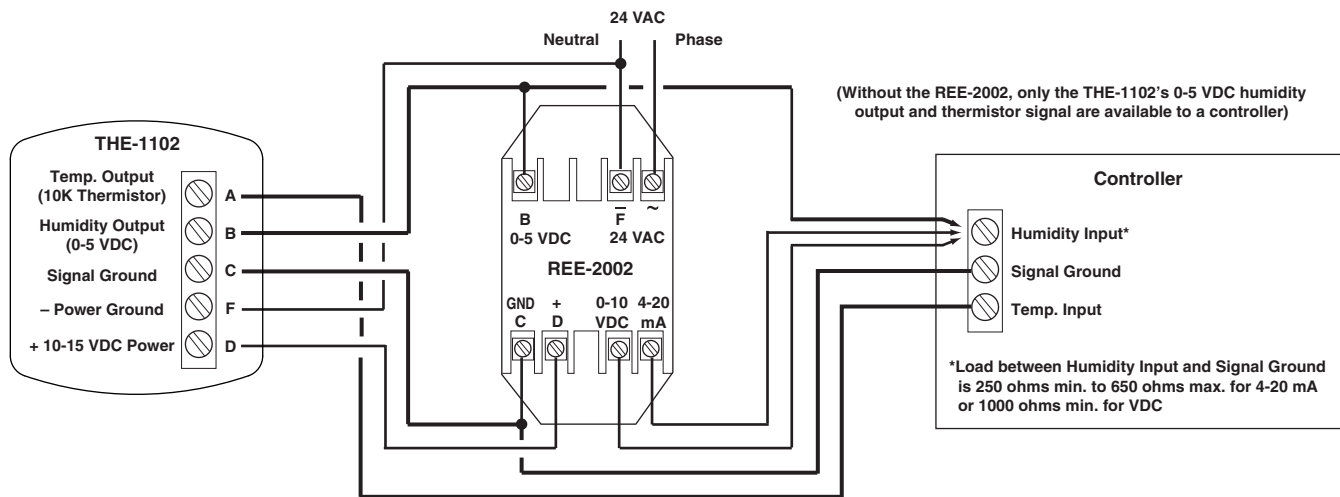 24 VAC
Neutral
Phase
(Without the REE-2002, only the THE-1102's 0-5 VDC humidity
output and thermistor signal are available to a controller)
THE-1102
Temp. Output
(10K Thermistor)
A
Humidity Output
(0-5 VDC)
B
Signal Ground
C
– Power Ground
F
+ 10-15 VDC Power
D
B
0-5 VDC
–
F
~
24 VAC
REE-2002
GND
C
+
D
0-10
VDC
4-20
mA
Controller
Humidity Input*
Signal Ground
Temp. Input
*Load between Humidity Input and Signal Ground
is 250 ohms min. to 650 ohms max. for 4-20 mA
or 1000 ohms min. for VDC